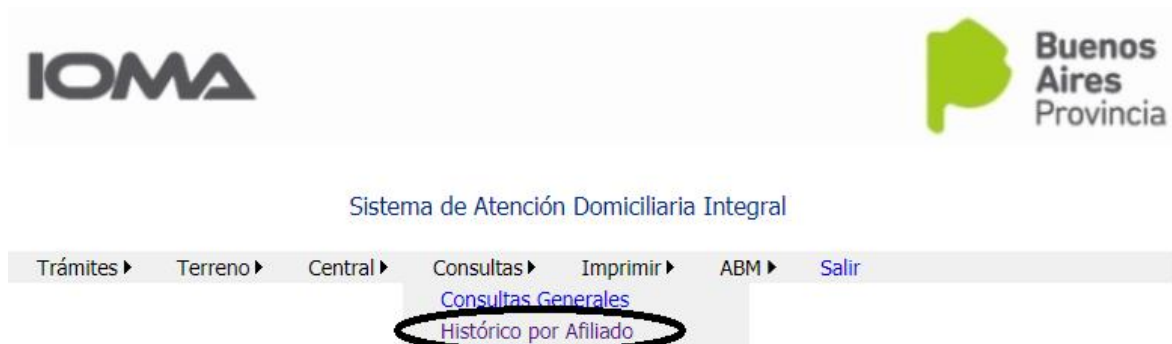 IOMA
Buenos
Aires
Provincia
Sistema de Atención Domiciliaria Integral
Trámites Terreno Central Consultas Imprimir ABM Salir
Consultas Generales
Histórico por Afiliado